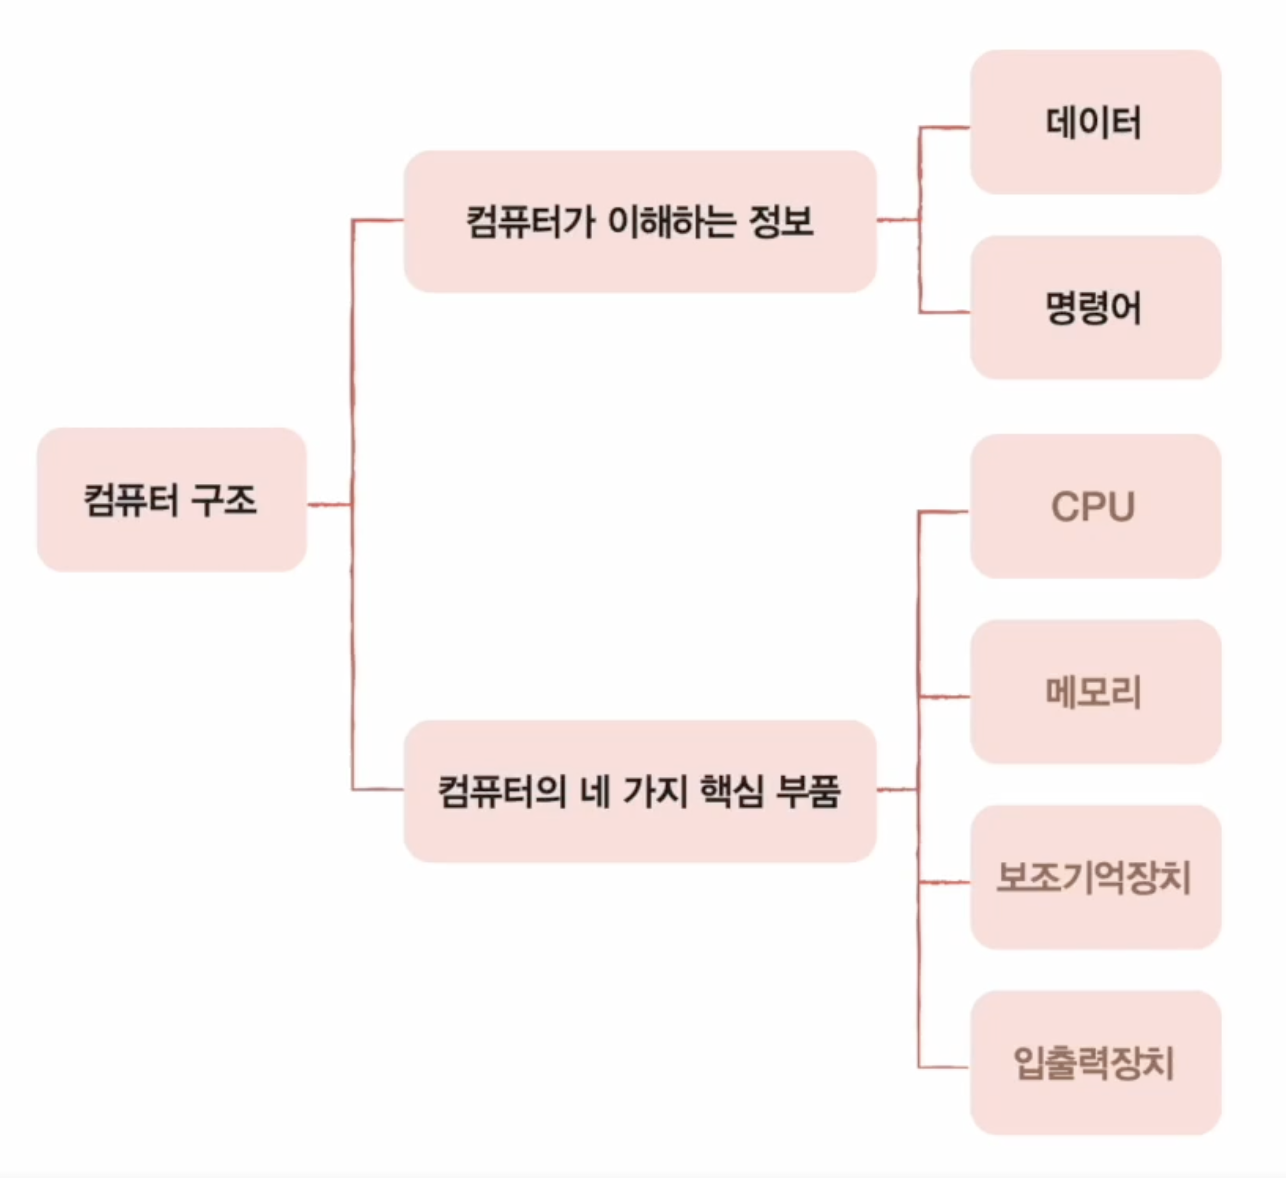 컴퓨터 구조
컴퓨터가 이해하는 정보
데이터
명령어
컴퓨터의 네 가지 핵심 부품
CPU
메모리
보조기억장치
입출력장치